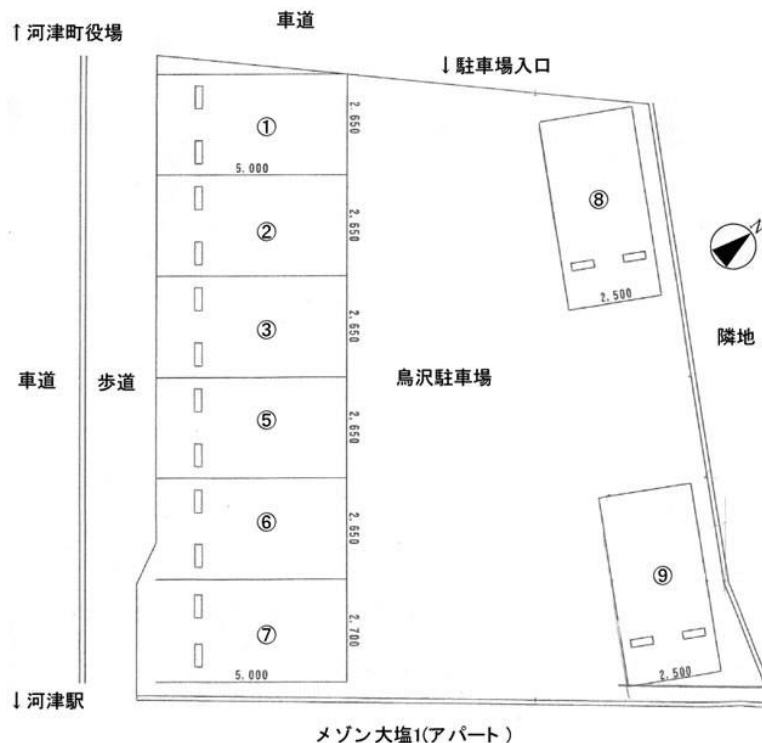 車道
↑河津町役場
↓駐車場入口
①
2.650
5.000
②
2.650
⑧
2.500
N
③
2.650
隣地
車道
歩道
鳥沢駐車場
⑤
2.650
⑥
2.650
⑨
2.500
⑦
2.700
5.000
↓河津駅
メゾン大塩1(アパート)